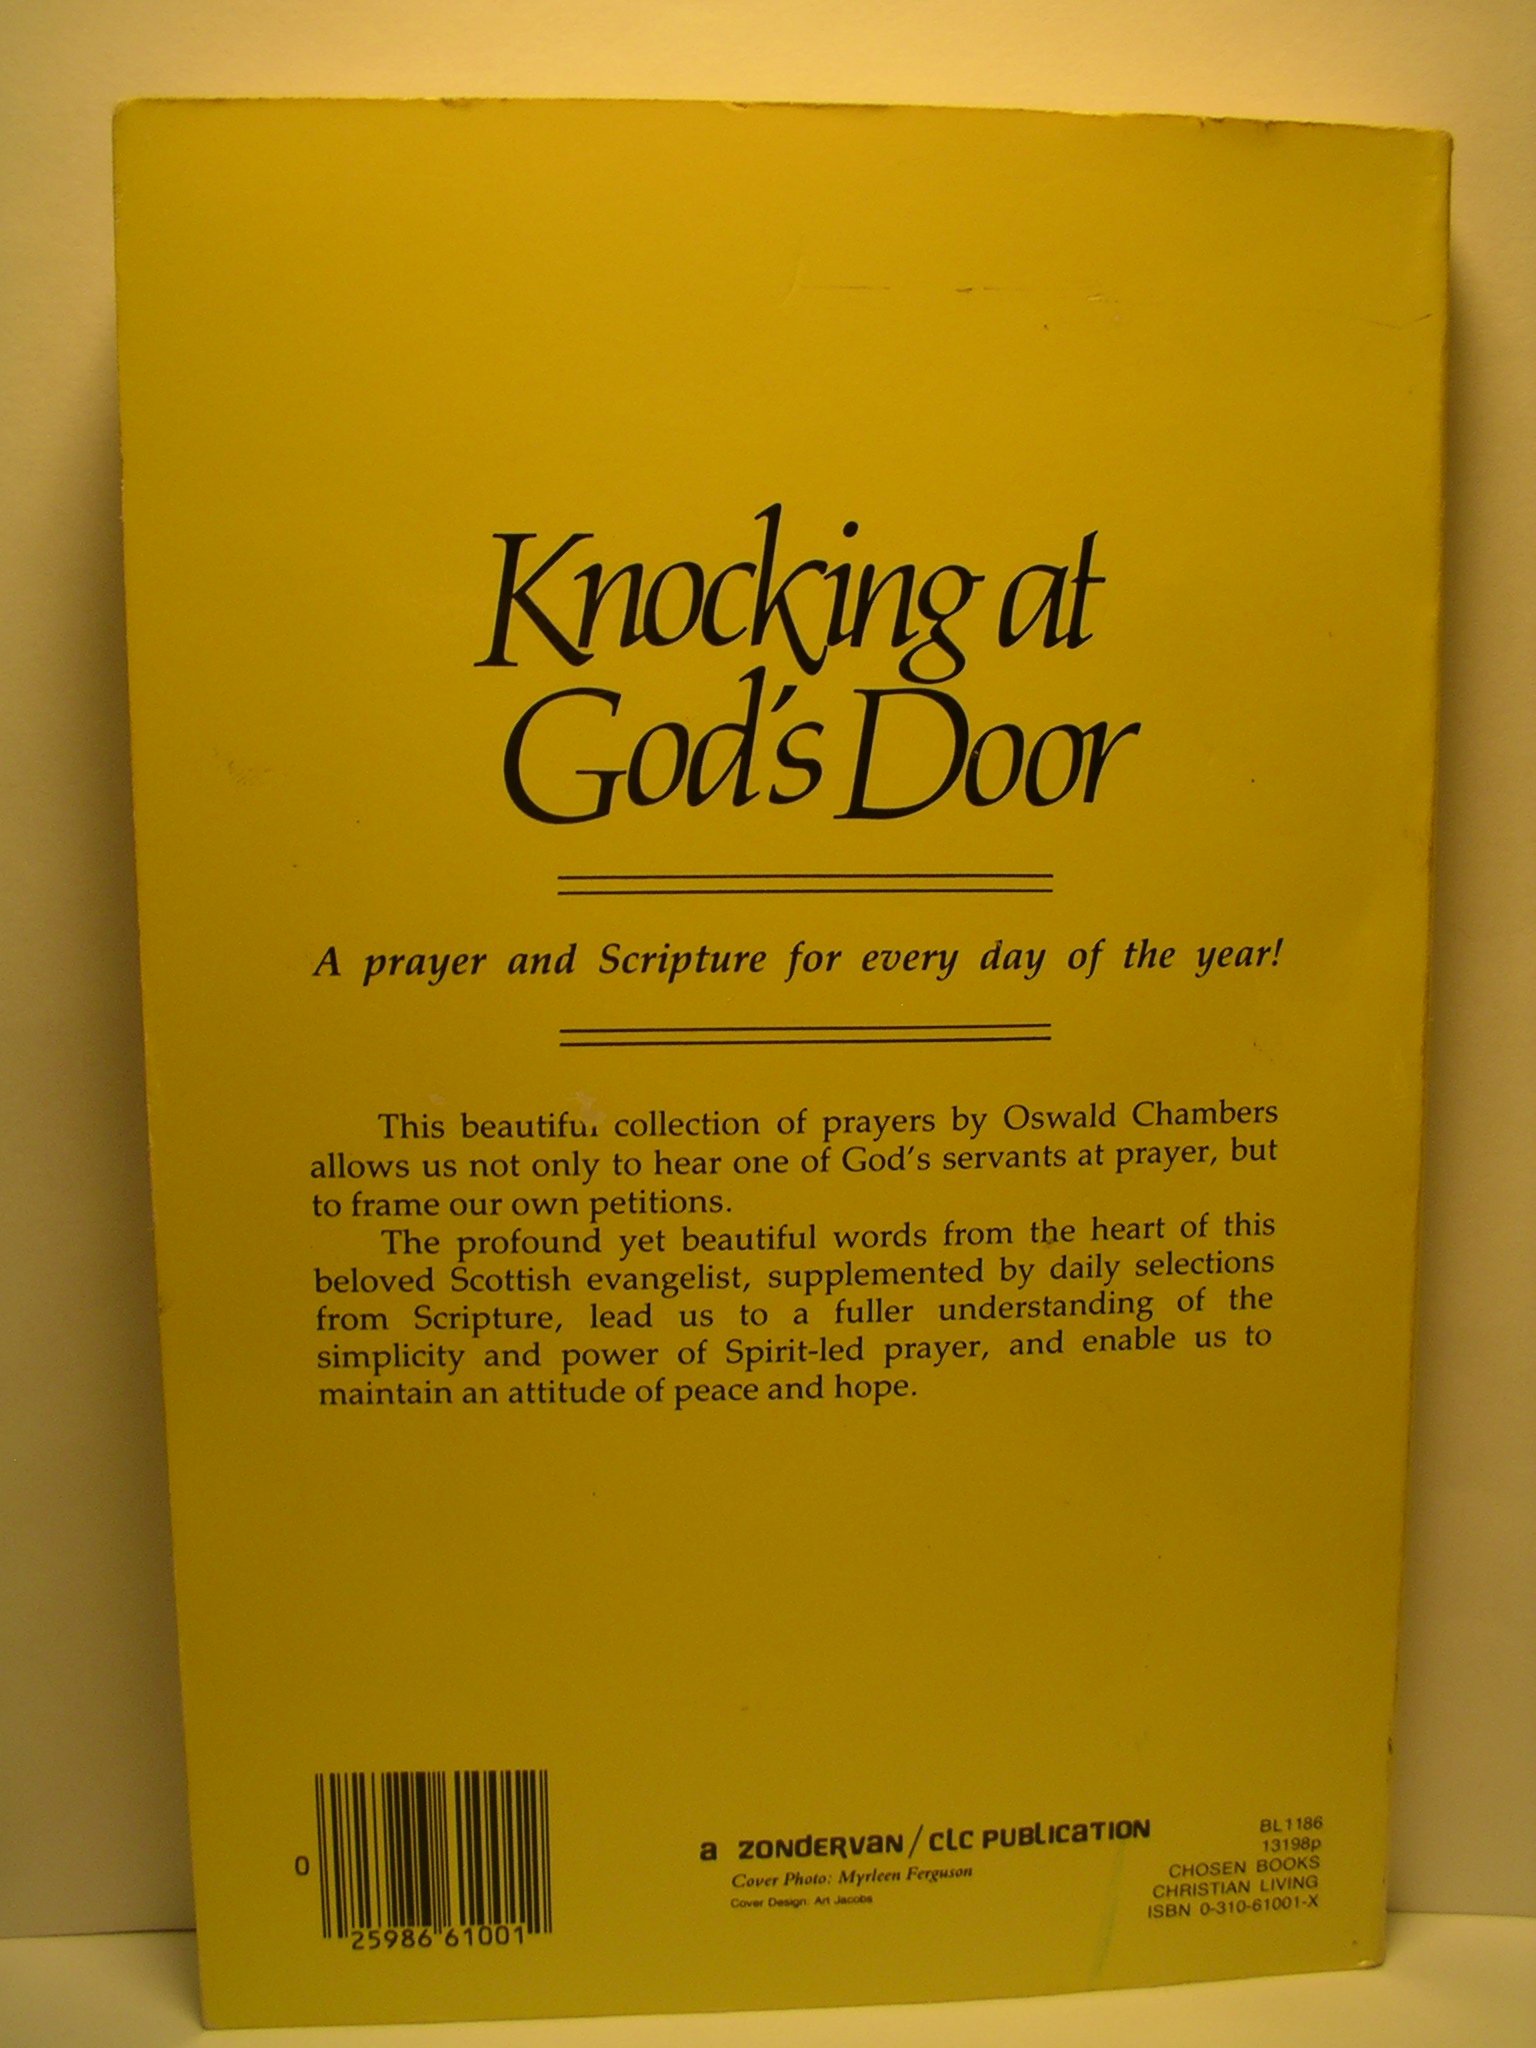 Knocking at
God's Door
A prayer and Scripture for every day of the year!
This beautiful collection of prayers by Oswald Chambers
allows us not only to hear one of God's servants at prayer, but
to frame our own petitions.
The profound yet beautiful words from the heart of this
beloved Scottish evangelist, supplemented by daily selections
from Scripture, lead us to a fuller understanding of the
simplicity and power of Spirit-led prayer, and enable us to
maintain an attitude of peace and hope.
0
25986 61001
a ZONDERVAN/CLC PUBLICATION
Cover Photo: Myrleen Ferguson
Cover Design: Art Jacobs
BL1186
13198p
CHOSEN BOOKS
CHRISTIAN LIVING
ISBN 0-310-61001-X